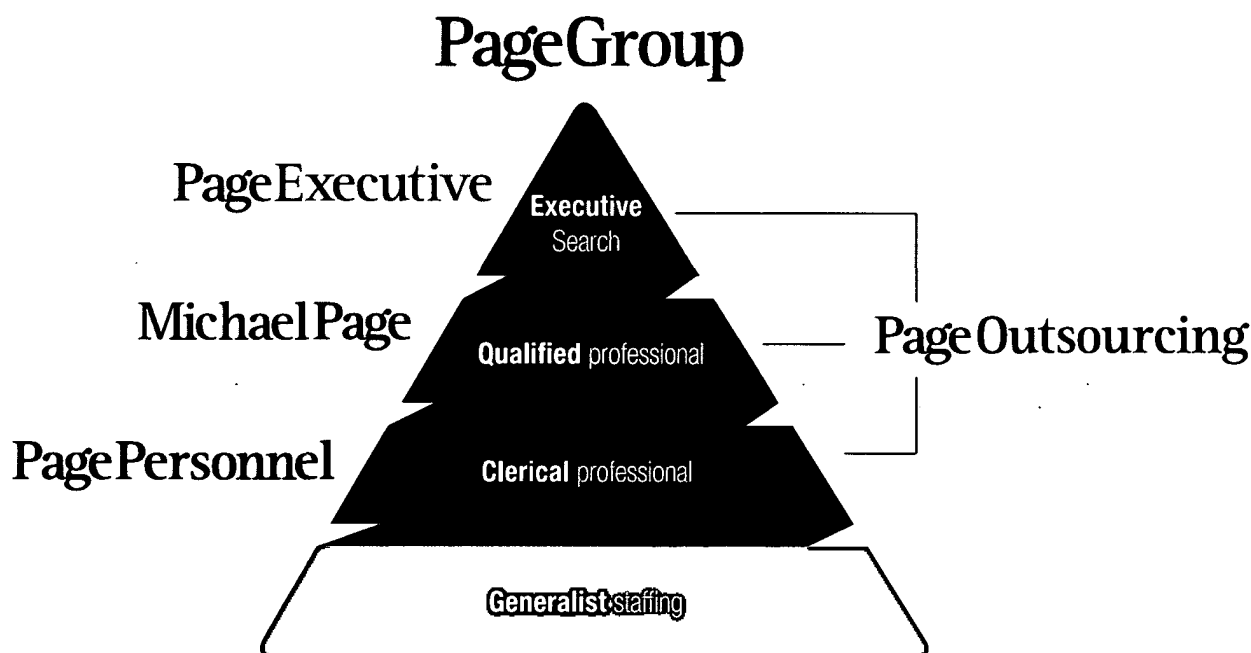 PageGroup
PageExecutive
Executive
Search
MichaelPage
Qualified professional
PageOutsourcing
PagePersonnel
Clerical professional
Generalist staffing